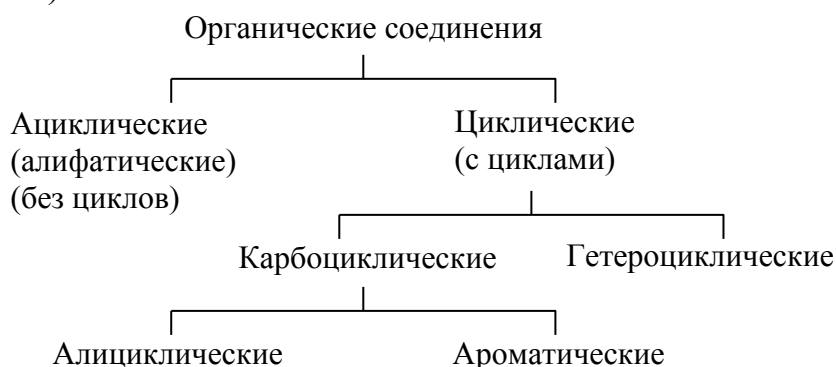 )
Органические соединения
Ациклические
(алифатические)
(без циклов)
Циклические
(с циклами)
Карбоциклические
Гетероциклические
Алициклические
Ароматические